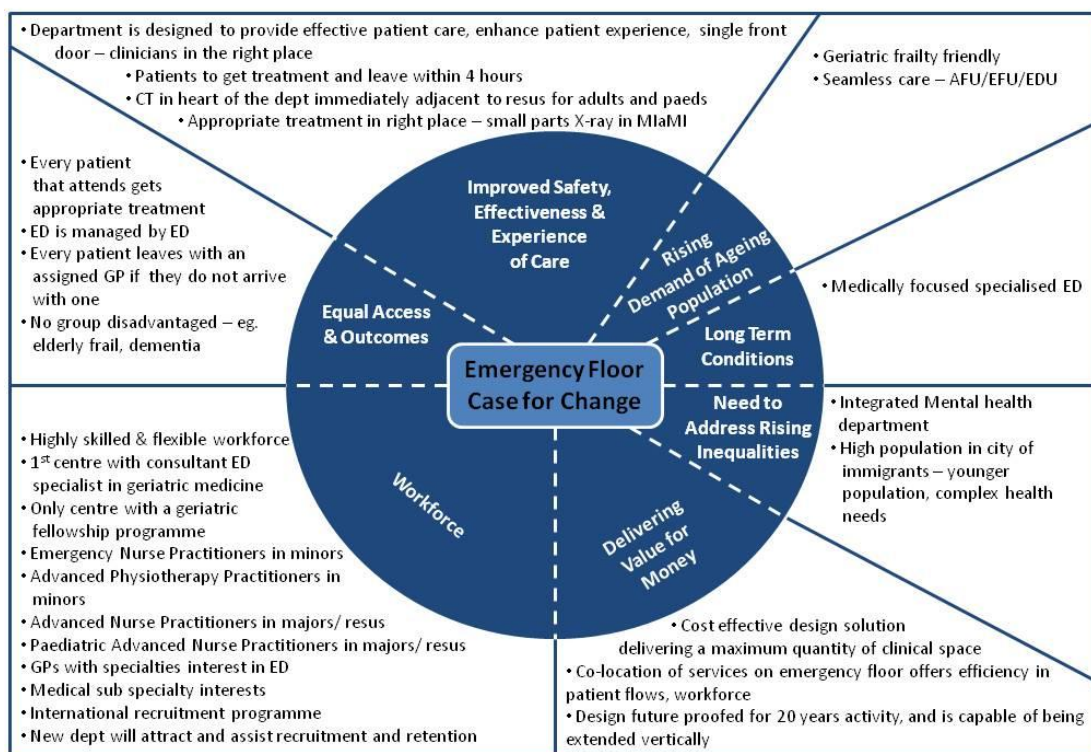 • Department is designed to provide effective patient care, enhance patient experience, single front
door – clinicians in the right place
• Patients to get treatment and leave within 4 hours
• CT in heart of the dept immediately adjacent to resus for adults and paeds
• Appropriate treatment in right place – small parts X-ray in MIaMI
• Geriatric frailty friendly
• Seamless care – AFU/EFU/EDU
• Every patient
that attends gets
appropriate treatment
• ED is managed by ED
• Every patient leaves with an
assigned GP if they do not arrive
with one
• No group disadvantaged – eg.
elderly frail, dementia
Improved Safety,
Effectiveness &
Experience
of Care
Rising
Demand of Ageing
Population
• Medically focused specialised ED
Equal Access
& Outcomes
Long Term
Conditions
Emergency Floor
Case for Change
Need to
Address Rising
Inequalities
• Integrated Mental health
department
• High population in city of
immigrants – younger
population, complex health
needs
Workforce
Delivering
Value for
Money
• Highly skilled & flexible workforce
• 1st centre with consultant ED
specialist in geriatric medicine
• Only centre with a geriatric
fellowship programme
• Emergency Nurse Practitioners in minors
• Advanced Physiotherapy Practitioners in
minors
• Advanced Nurse Practitioners in majors/ resus
• Paediatric Advanced Nurse Practitioners in majors/ resus
• GPs with specialties interest in ED
• Medical sub specialty interests
• International recruitment programme
• New dept will attract and assist recruitment and retention
• Cost effective design solution
delivering a maximum quantity of clinical space
• Co-location of services on emergency floor offers efficiency in
patient flows, workforce
• Design future proofed for 20 years activity, and is capable of being
extended vertically